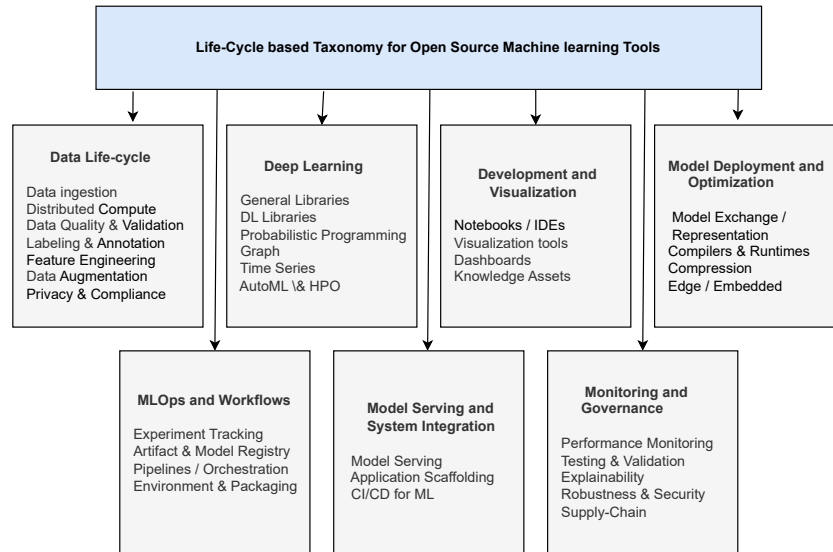 Life-Cycle based Taxonomy for Open Source Machine learning Tools
Data Life-cycle
Data ingestion
Distributed Compute
Data Quality & Validation
Labeling & Annotation
Feature Engineering
Data Augmentation
Privacy & Compliance
Deep Learning
General Libraries
DL Libraries
Probabilistic Programming
Graph
Time Series
AutoML \& HPO
Development and
Visualization
Notebooks / IDEs
Visualization tools
Dashboards
Knowledge Assets
Model Deployment and
Optimization
Model Exchange /
Representation
Compilers & Runtimes
Compression
Edge / Embedded
MLOps and Workflows
Experiment Tracking
Artifact & Model Registry
Pipelines / Orchestration
Environment & Packaging
Model Serving and
System Integration
Model Serving
Application Scaffolding
CI/CD for ML
Monitoring and
Governance
Performance Monitoring
Testing & Validation
Explainability
Robustness & Security
Supply-Chain